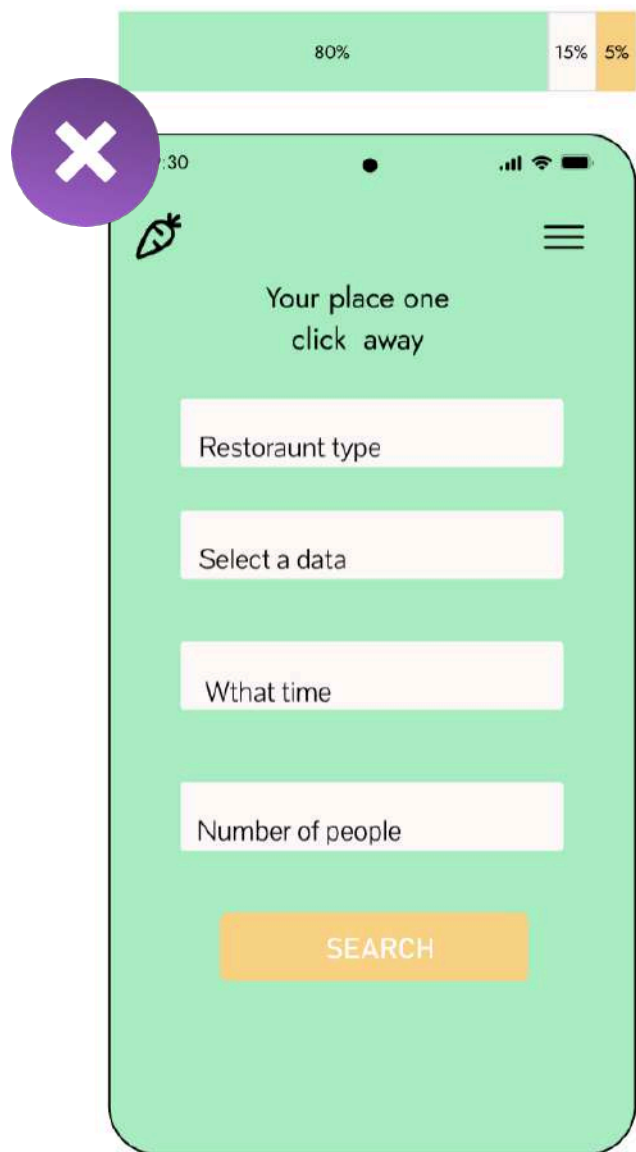 80% 15% 5%
:30
Your place one
click away
Restoraunt type
Select a data
Wthat time
Number of people
SEARCH